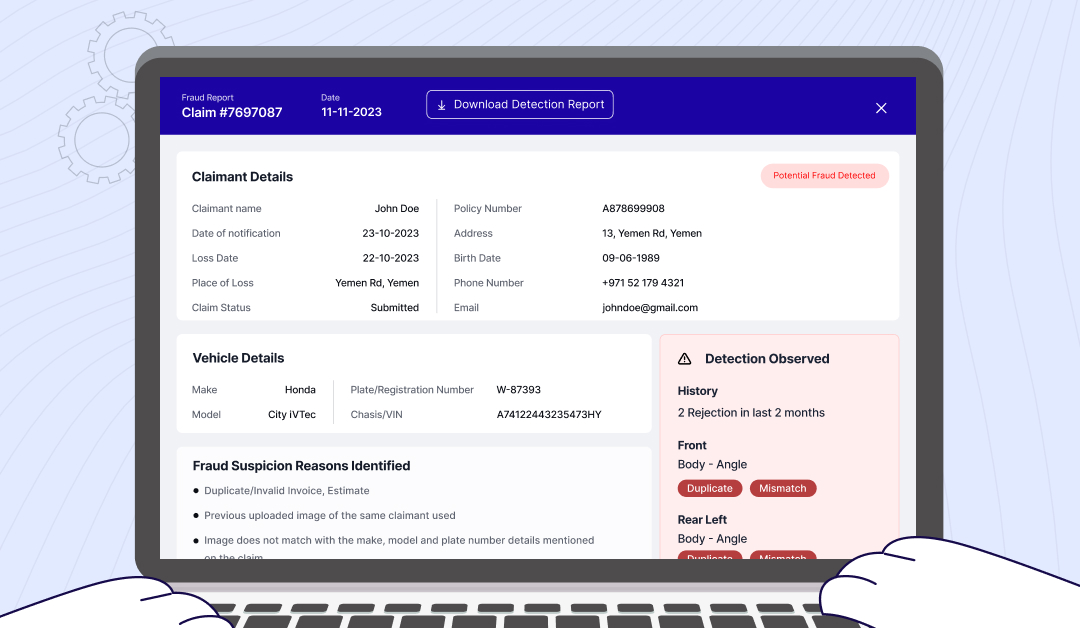 Fraud Report
Claim #7697087
Date
11-11-2023
Download Detection Report
Claimant Details
Potential Fraud Detected
Claimant name John Doe
Date of notification 23-10-2023
Loss Date 22-10-2023
Place of Loss Yemen Rd, Yemen
Claim Status Submitted
Policy Number A878699908
Address 13, Yemen Rd, Yemen
Birth Date 09-06-1989
Phone Number +971 52 179 4321
Email johndoe@gmail.com
Vehicle Details
Make Honda
Model City iVTec
Plate/Registration Number W-87393
Chasis/VIN A74122443235473HY
Fraud Suspicion Reasons Identified
Duplicate/Invalid Invoice, Estimate
Previous uploaded image of the same claimant used
Image does not match with the make, model and plate number details mentioned
on the claim
Detection Observed
History
2 Rejection in last 2 months
Front
Body - Angle
Duplicate Mismatch
Rear Left
Body - Angle
Duplicate Mismatch